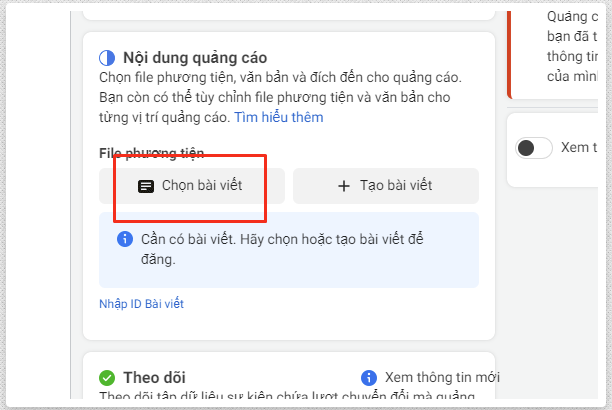 Nội dung quảng cáo
Chọn file phương tiện, văn bản và đích đến cho quảng cáo.
Bạn còn có thể tùy chỉnh file phương tiện và văn bản cho
từng vị trí quảng cáo. Tìm hiểu thêm
File phương tiện
Chọn bài viết
Tạo bài viết
Cần có bài viết. Hãy chọn hoặc tạo bài viết để
đăng.
Nhập ID Bài viết
Theo dõi
Xem thông tin mới
Theo dõi tập dữ liệu sự kiện chứa lượt chuyển đổi mà quảng
Quảng c
bạn đã t
thông tin
của mìn
Xem t